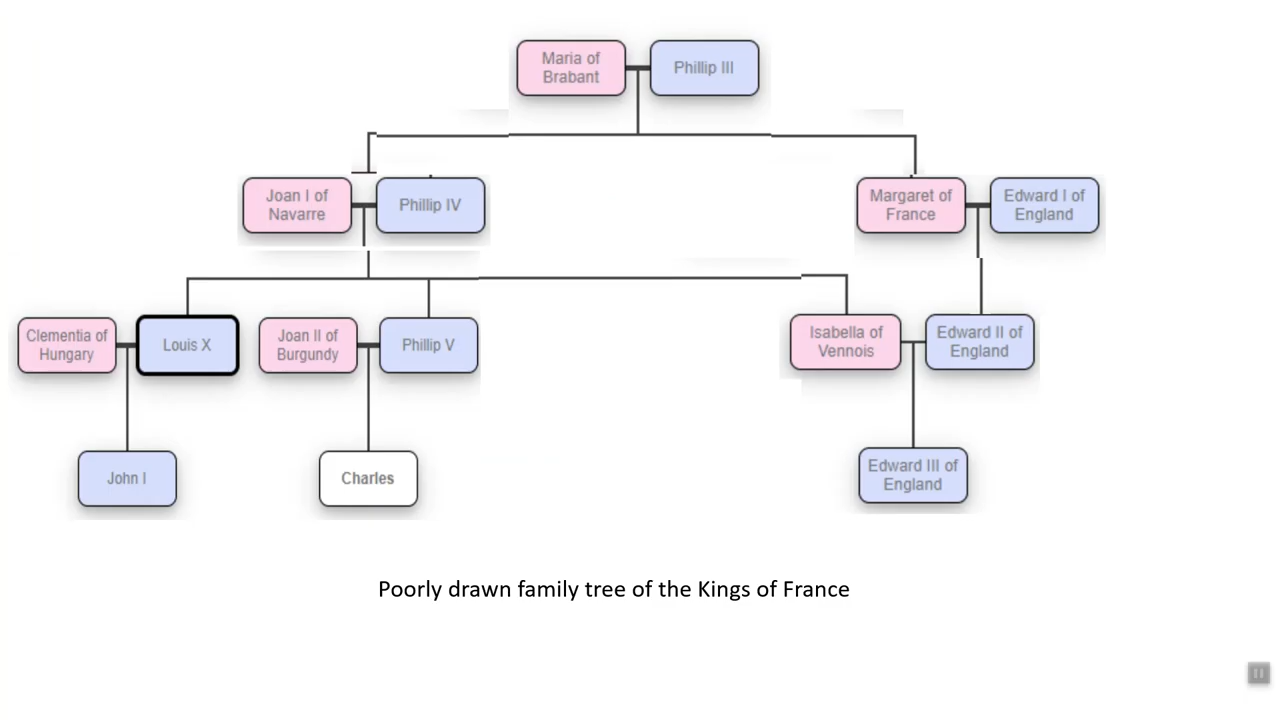 Maria of
Brabant
Phillip III
Joan I of
Navarre
Phillip IV
Margaret of
France
Edward I of
England
Clementia of
Hungary
Louis X
Joan II of
Burgundy
Phillip V
Isabella of
Vennois
Edward II of
England
John I
Charles
Edward III of
England
Poorly drawn family tree of the Kings of France